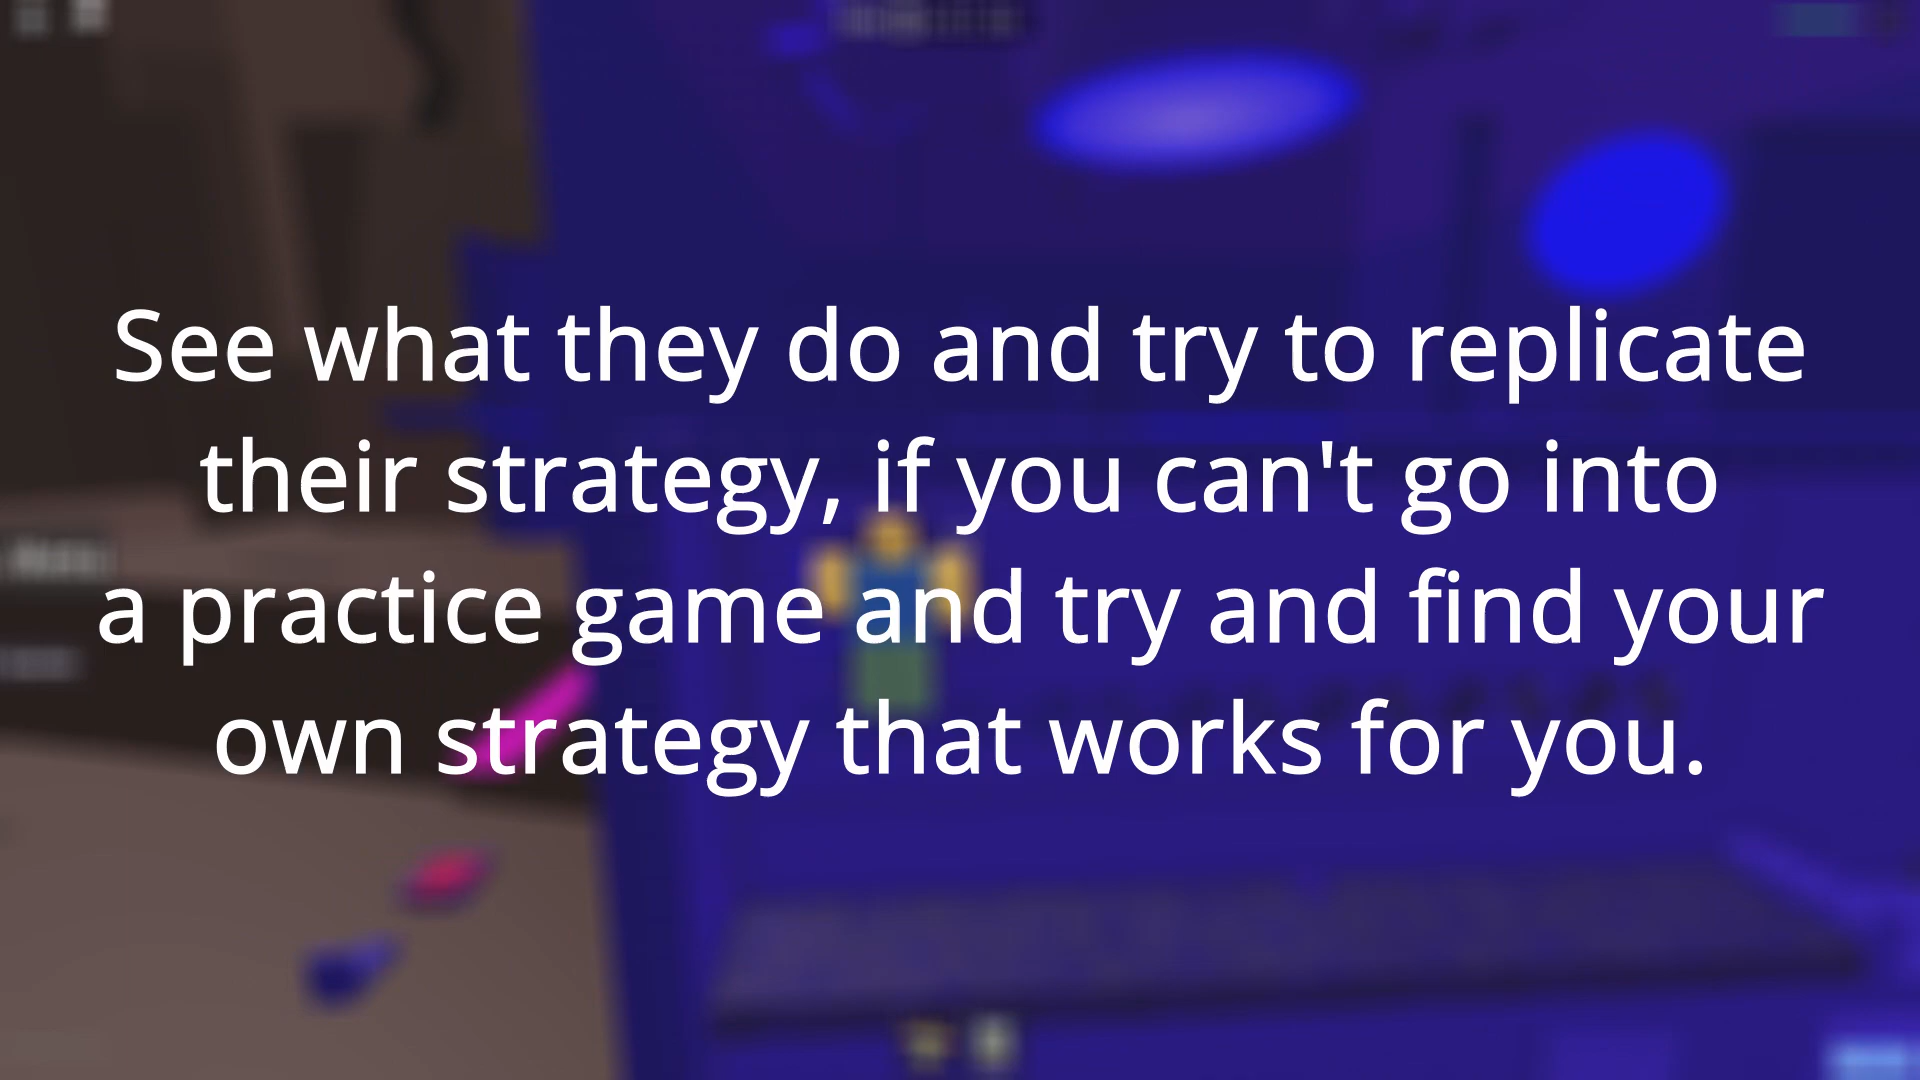 See what they do and try to replicate
their strategy, if you can't go into
a practice game and try and find your
own strategy that works for you.